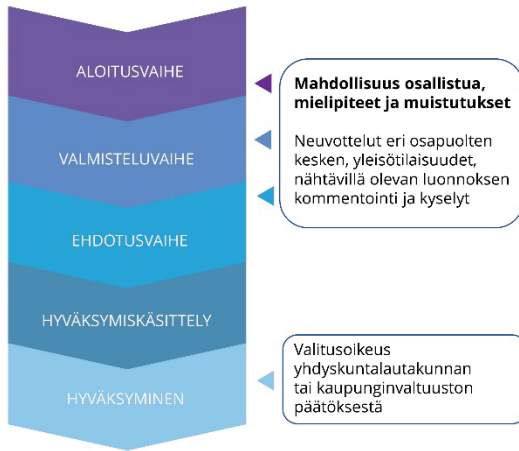 ALOITUSVAIHE
VALMISTELUVAIHE
EHDOTUSVAIHE
HYVÄKSYMISKÄSITTELY
HYVÄKSYMINEN
Mahdollisuus osallistua,
mielipiteet ja muistutukset
Neuvottelut eri osapuolten
kesken, yleisötilaisuudet,
nähtävillä olevan luonnoksen
kommentointi ja kyselyt
Valitusoikeus
yhdyskuntalautakunnan
tai kaupunginvaltuuston
päätöksestä